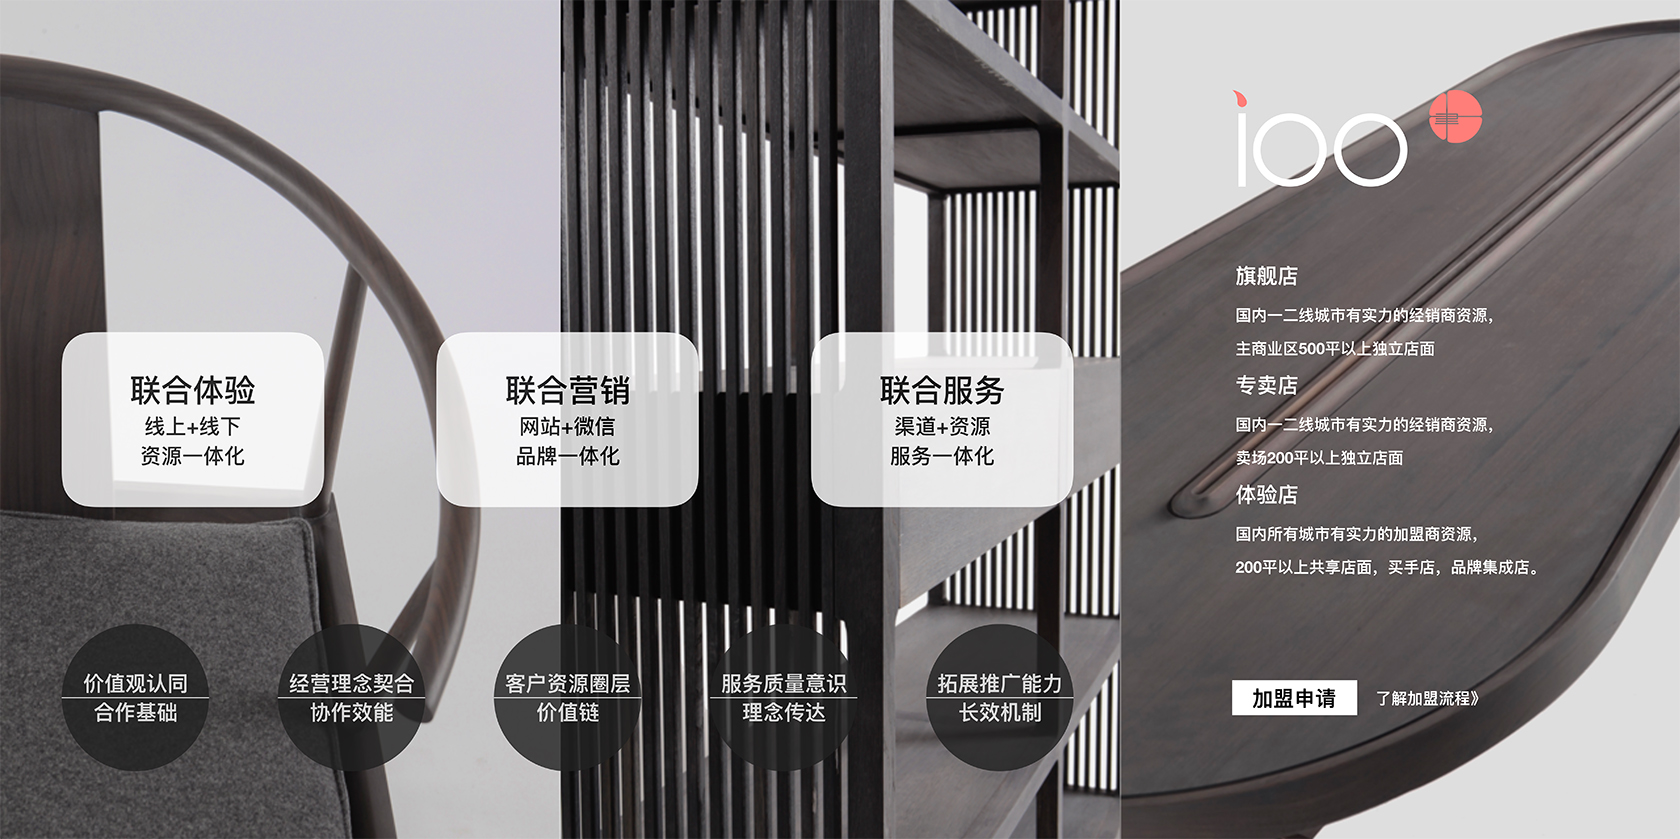 联合体验
线上+线下
资源一体化
联合营销
网站+微信
品牌一体化
联合服务
渠道+资源
服务一体化
价值观认同
合作基础
经营理念契合
协作效能
客户资源圈层
价值链
服务质量意识
理念传达
拓展推广能力
长效机制
ioo
旗舰店
国内一二线城市有实力的经销商资源，
主商业区500平以上独立店面
专卖店
国内一二线城市有实力的经销商资源，
卖场200平以上独立店面
体验店
国内所有城市有实力的加盟商资源，
200平以上共享店面，买手店，品牌集成店。
加盟申请
了解加盟流程》